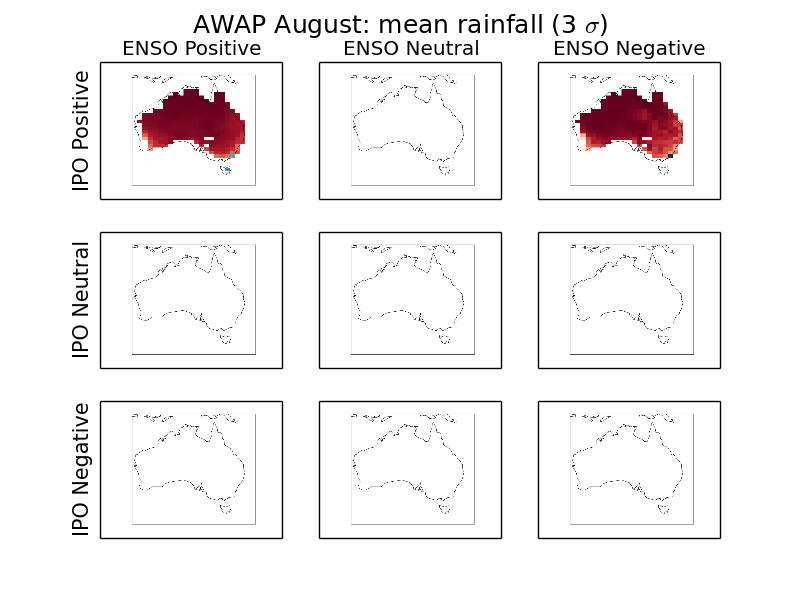 AWAP August: mean rainfall (3 σ)
ENSO Positive
ENSO Neutral
ENSO Negative
IPO Positive
IPO Neutral
IPO Negative